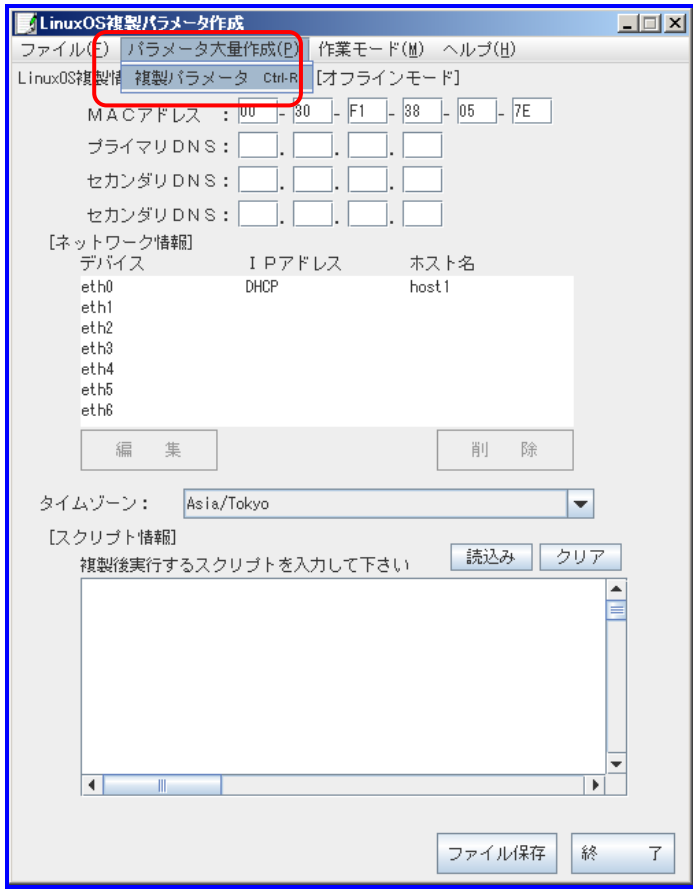 LinuxOS複製パラメータ作成
ファイル(F) パラメータ大量作成(P) 作業モード(M) ヘルプ(H)
複製パラメータ Ctrl-R
LinuxOS複製情 [オフラインモード]
MACアドレス : 00 - 30 - F1 - 38 - 05 - 7E
プライマリDNS: . . .
セカンダリDNS: . . .
セカンダリDNS: . . .
[ネットワーク情報]
デバイス IPアドレス ホスト名
eth0 DHCP host1
eth1
eth2
eth3
eth4
eth5
eth6
編 集 削 除
タイムゾーン: Asia/Tokyo
[スクリプト情報]
複製後実行するスクリプトを入力して下さい 読込み クリア
ファイル保存 終 了